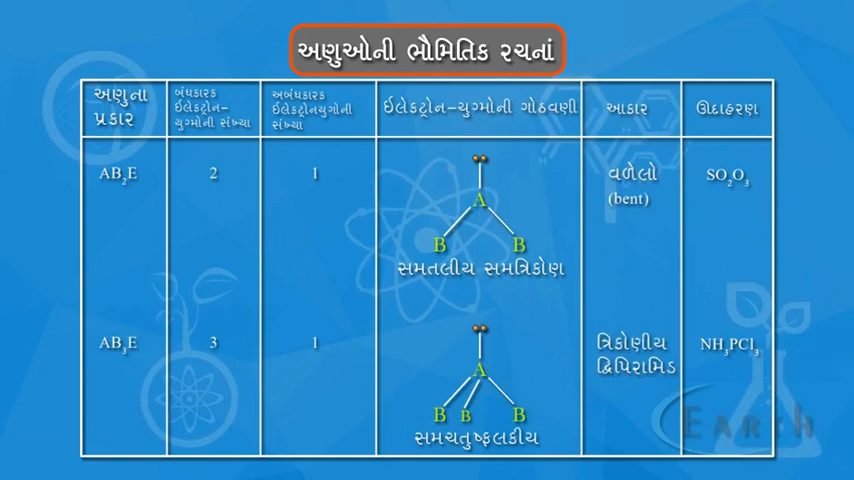 અણુઓની ભૌમિતિક રચનાં
અણુના પ્રકાર
બંધકારક ઈલેક્ટ્રોન-યુગ્મોની સંખ્યા
અબંધકારક ઈલેક્ટ્રોનયુગોની સંખ્યા
ઈલેક્ટ્રોન-યુગ્મોની ગોઠવણી
આકાર
ઉદાહરણ
AB₂E
2
1
A
B B
સમતલીય સમત્રિકોણ
વળેલો
(bent)
SO₂O₃
AB₃E
3
1
A
B B B
સમચતુષ્ફલકીય
ત્રિકોણીય
દ્વિપિરામિડ
NH₃PCl₃
EARTH